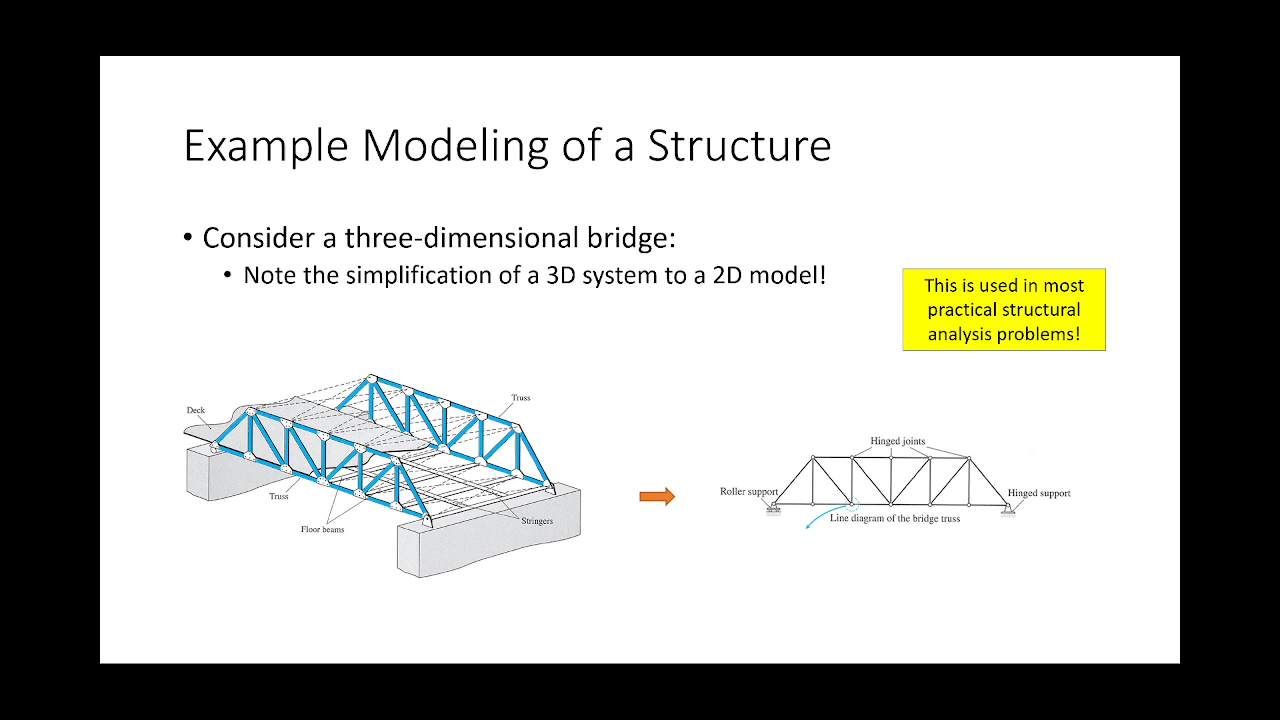 Example Modeling of a Structure
• Consider a three-dimensional bridge:
• Note the simplification of a 3D system to a 2D model!
This is used in most
practical structural
analysis problems!
Deck
Truss
Truss
Floor beams
Stringers
Hinged joints
Roller support
Hinged support
Line diagram of the bridge truss